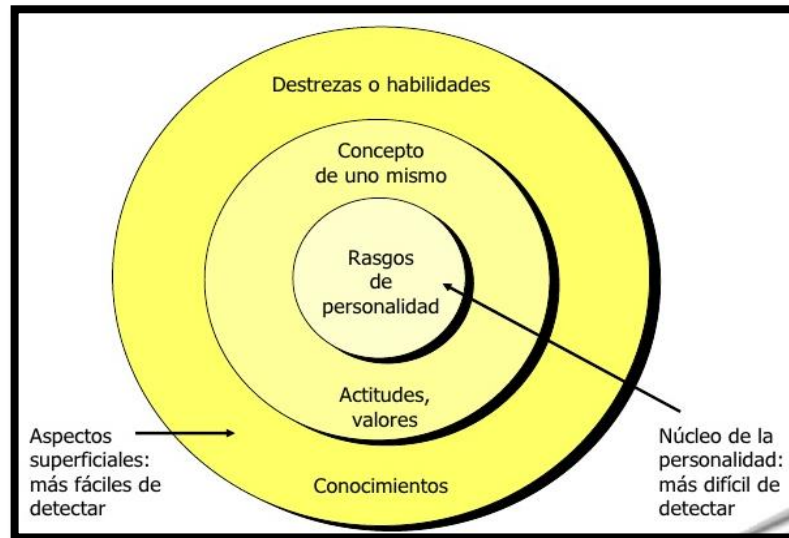 Destrezas o habilidades
Concepto
de uno mismo
Rasgos
de
personalidad
Actitudes,
valores
Aspectos
superficiales:
más fáciles de
detectar
Conocimientos
Núcleo de la
personalidad:
más difícil de
detectar